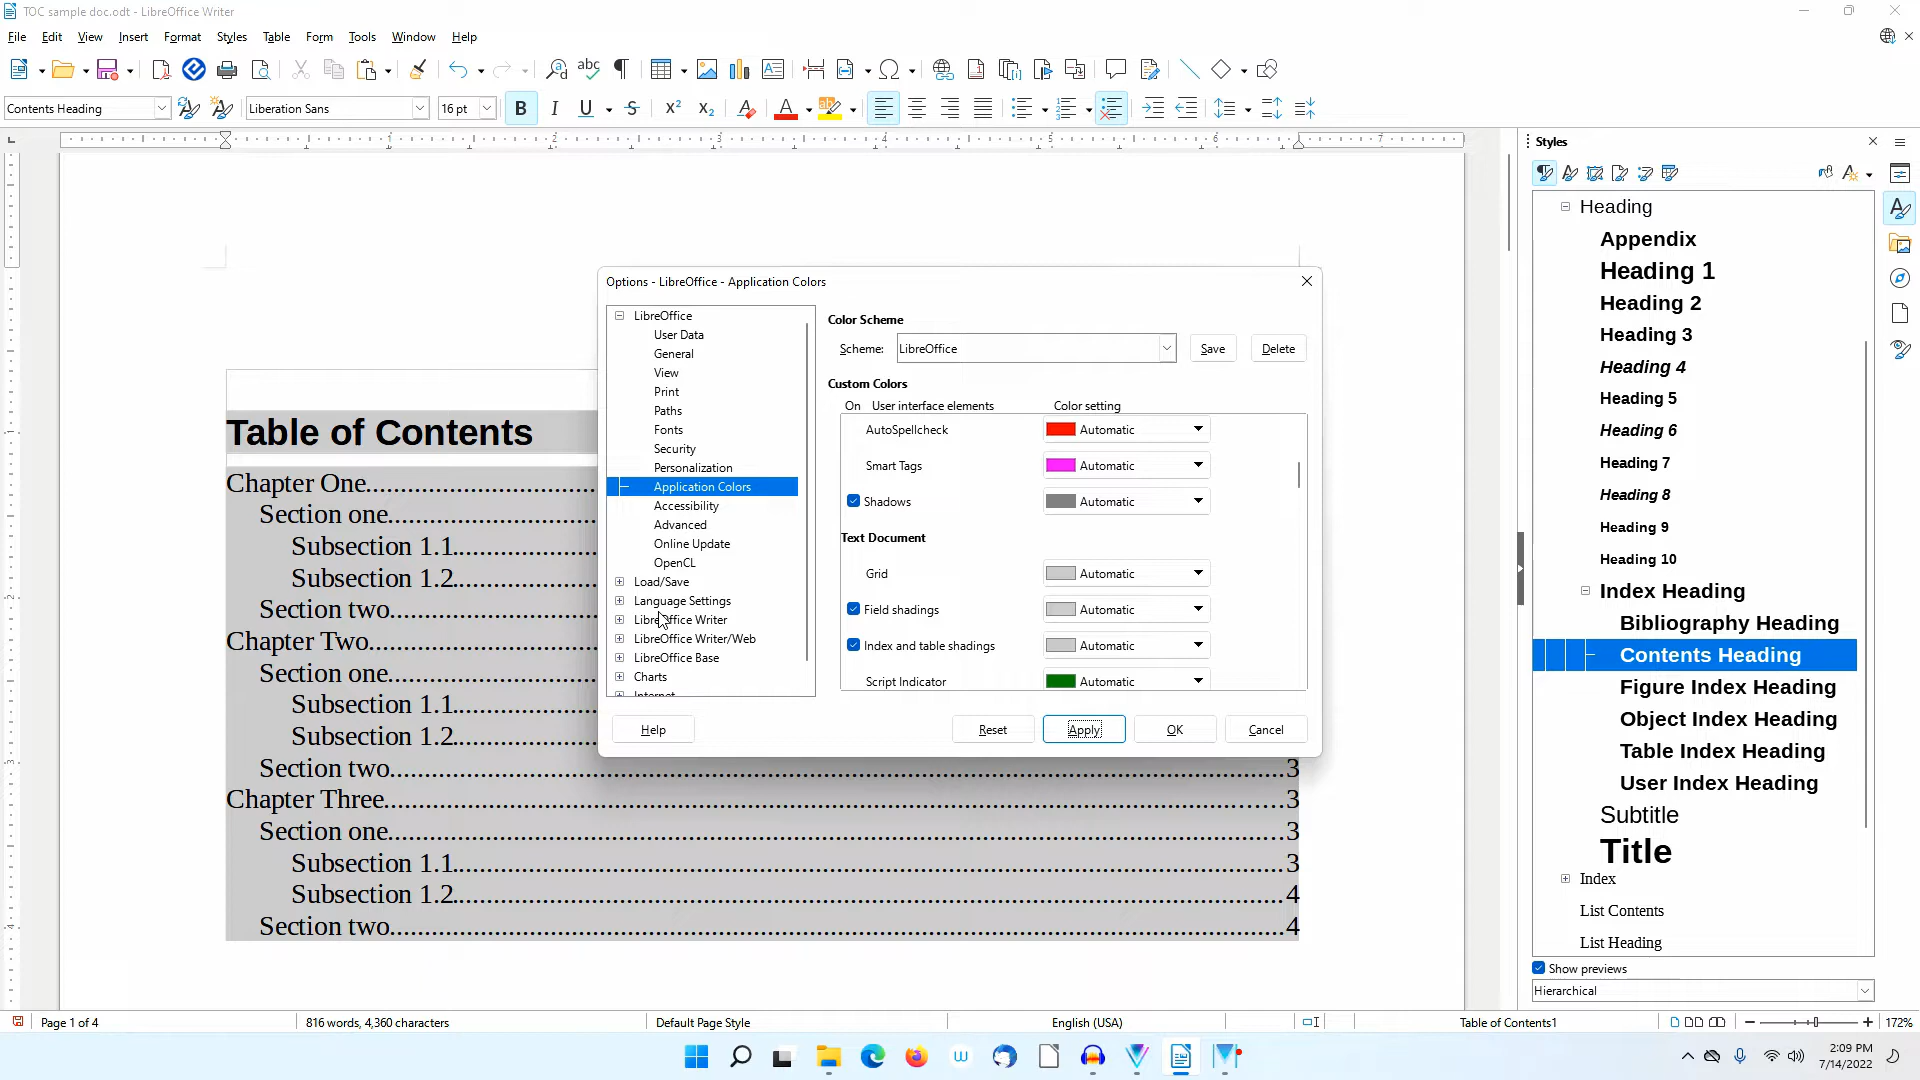 TOC sample doc.odt - LibreOffice Writer
File Edit View Insert Format Styles Table Form Tools Window Help
Contents Heading Liberation Sans 16 pt
2 3 4 5 6 7
Styles
Heading
Appendix
Heading 1
Heading 2
Heading 3
Heading 4
Heading 5
Heading 6
Heading 7
Heading 8
Heading 9
Heading 10
Index Heading
Bibliography Heading
Contents Heading
Figure Index Heading
Object Index Heading
Table Index Heading
User Index Heading
Subtitle
Title
Index
List Contents
List Heading
Show previews
Hierarchical
Table of Contents
Chapter One
Section one
Subsection 1.1
Subsection 1.2
Section two
Chapter Two
Section one
Subsection 1.1
Subsection 1.2
Section two 3
Chapter Three 3
Section one 3
Subsection 1.1 3
Subsection 1.2 4
Section two 4
Options - LibreOffice - Application Colors
LibreOffice
User Data
General
View
Print
Paths
Fonts
Security
Personalization
Application Colors
Accessibility
Advanced
Online Update
OpenCL
Load/Save
Language Settings
LibreOffice Writer
LibreOffice Writer/Web
LibreOffice Base
Charts
Internet
Color Scheme
Scheme: LibreOffice Save Delete
Custom Colors
On User interface elements Color setting
AutoSpellcheck Automatic
Smart Tags Automatic
Shadows Automatic
Text Document
Grid Automatic
Field shadings Automatic
Index and table shadings Automatic
Script Indicator Automatic
Help Reset Apply OK Cancel
Page 1 of 4 816 words, 4,360 characters Default Page Style English (USA) Table of Contents1 172%
2:09 PM
7/14/2022